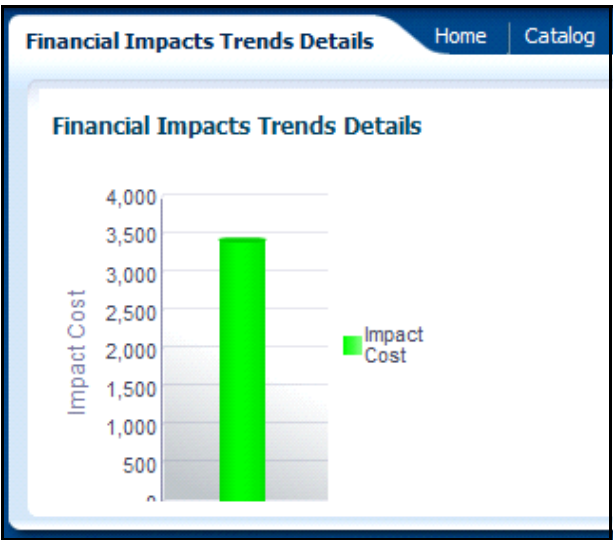 Financial Impacts Trends Details
Home
Catalog
Financial Impacts Trends Details
Impact Cost
4,000
3,500
3,000
2,500
2,000
1,500
1,000
500
0
Impact
Cost